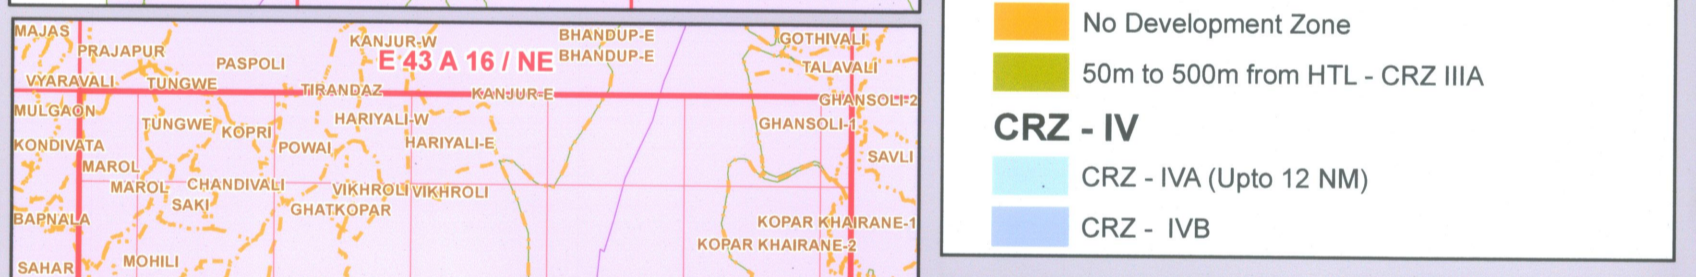 MAJAS
PRAJAPUR
KANJUR-W
BHANDUP-E
GOTHIVALI
PASPOLI
E 43 A 16 / NE
BHANDUP-E
TALAVALI
VYARAVALI
TUNGWE
TIRANDAZ
KANJUR-E
GHANSOLI-2
MULGAON
TUNGWE
KOPRI
HARIYALI-W
GHANSOLI-1
KONDIVATA
POWAI
HARIYALI-E
SAVLI
MAROL
MAROL
CHANDIVALI
VIKHROLI
VIKHROLI
SAKI
GHATKOPAR
BAPNALA
KOPAR KHAIRANE-1
KOPAR KHAIRANE-2
SAHAR
MOHILI
No Development Zone
50m to 500m from HTL - CRZ IIIA
CRZ - IV
CRZ - IVA (Upto 12 NM)
CRZ - IVB